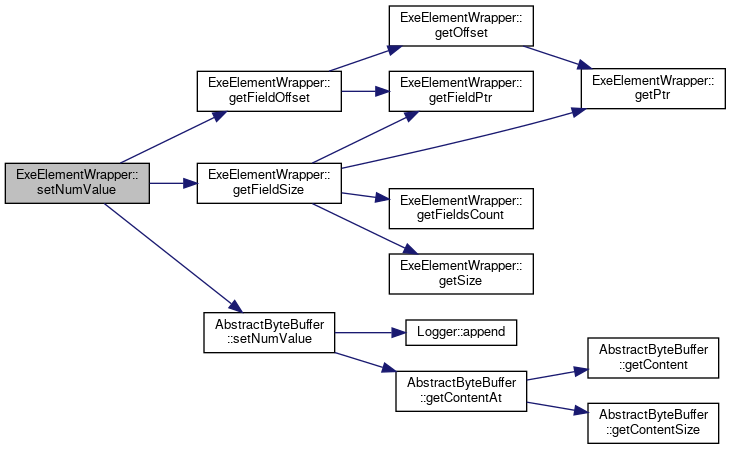 ExeElementWrapper::
setNumValue
ExeElementWrapper::
getFieldOffset
ExeElementWrapper::
getOffset
ExeElementWrapper::
getPtr
ExeElementWrapper::
getFieldPtr
ExeElementWrapper::
getFieldSize
ExeElementWrapper::
getFieldsCount
ExeElementWrapper::
getSize
AbstractByteBuffer
::setNumValue
Logger::append
AbstractByteBuffer
::getContentAt
AbstractByteBuffer
::getContent
AbstractByteBuffer
::getContentSize